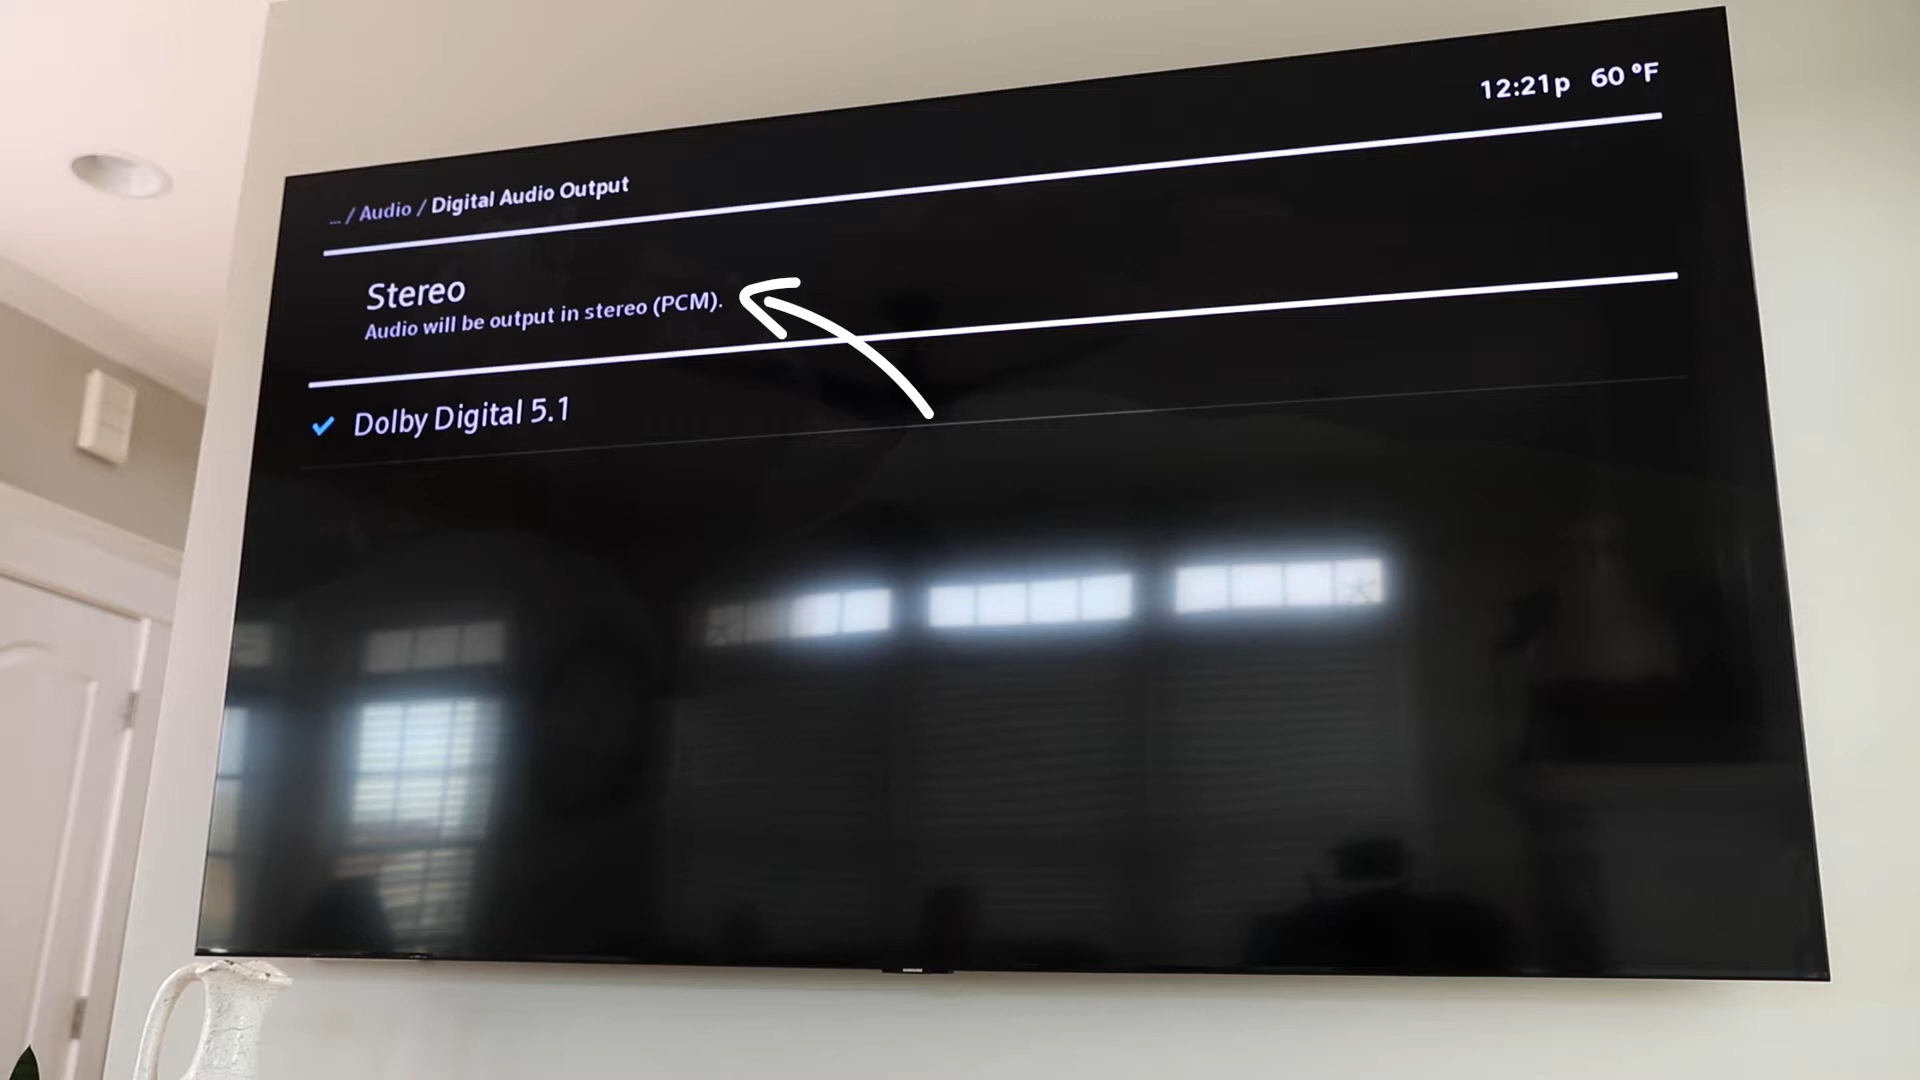 12:21p 60 °F
... / Audio / Digital Audio Output
Stereo
Audio will be output in stereo (PCM).
Dolby Digital 5.1